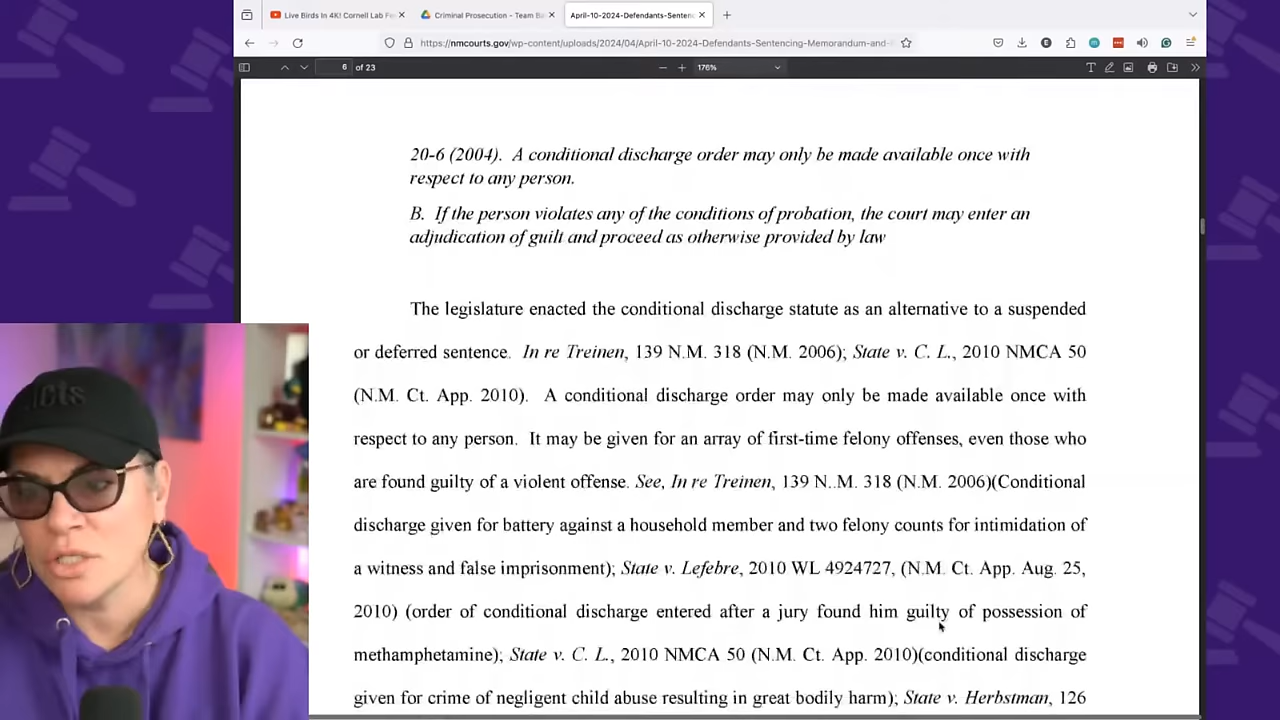 Live Birds In 4K! Cornell Lab Fe
Criminal Prosecution - Team Ba
April-10-2024-Defendants-Senten
https://nmcourts.gov/wp-content/uploads/2024/04/April-10-2024-Defendants-Sentencing-Memorandum-and-
6 of 23
176%
20-6 (2004). A conditional discharge order may only be made available once with
respect to any person.
B. If the person violates any of the conditions of probation, the court may enter an
adjudication of guilt and proceed as otherwise provided by law
The legislature enacted the conditional discharge statute as an alternative to a suspended
or deferred sentence. In re Treinen, 139 N.M. 318 (N.M. 2006); State v. C. L., 2010 NMCA 50
(N.M. Ct. App. 2010). A conditional discharge order may only be made available once with
respect to any person. It may be given for an array of first-time felony offenses, even those who
are found guilty of a violent offense. See, In re Treinen, 139 N..M. 318 (N.M. 2006)(Conditional
discharge given for battery against a household member and two felony counts for intimidation of
a witness and false imprisonment); State v. Lefebre, 2010 WL 4924727, (N.M. Ct. App. Aug. 25,
2010) (order of conditional discharge entered after a jury found him guilty of possession of
methamphetamine); State v. C. L., 2010 NMCA 50 (N.M. Ct. App. 2010)(conditional discharge
given for crime of negligent child abuse resulting in great bodily harm); State v. Herbstman, 126